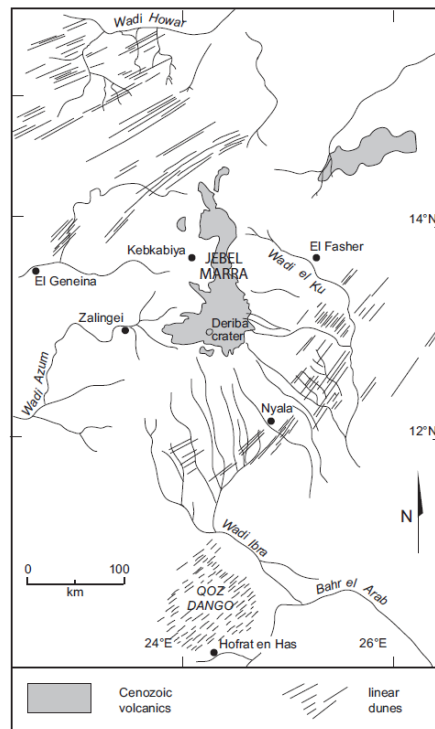 Wadi Howar
14°N
Kebkabiya
JEBEL
MARRA
El Fasher
Wadi el Ku
El Geneina
Zalingei
Deriba
crater
Wadi Azum
Nyala
12°N
N
Wadi Ibra
0 100
km
QOZ
DANGO
Bahr el Arab
24°E
26°E
Hofrat en Has
Cenozoic
volcanics
linear
dunes